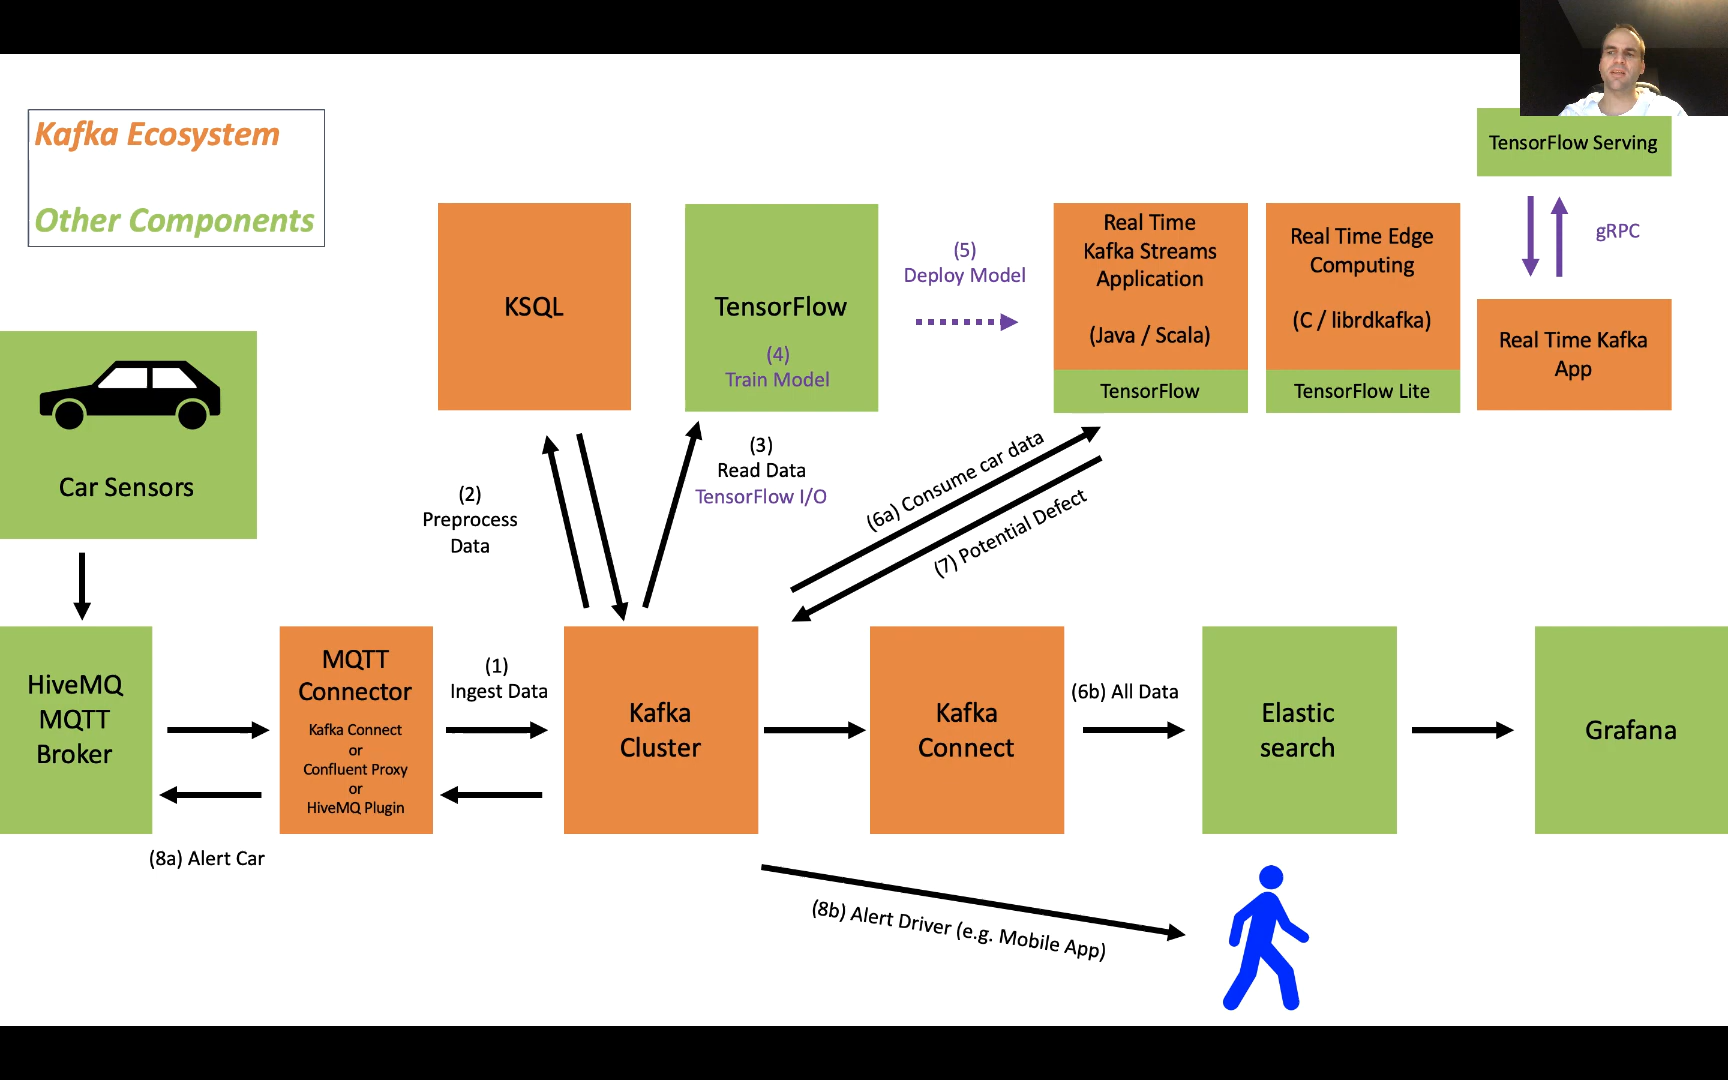 Kafka Ecosystem
Other Components
Car Sensors
HiveMQ
MQTT
Broker
(8a) Alert Car
MQTT
Connector
Kafka Connect
or
Confluent Proxy
or
HiveMQ Plugin
(1)
Ingest Data
KSQL
(2)
Preprocess
Data
TensorFlow
(4)
Train Model
(3)
Read Data
TensorFlow I/O
(5)
Deploy Model
Real Time
Kafka Streams
Application
(Java / Scala)
TensorFlow
Real Time Edge
Computing
(C / librdkafka)
TensorFlow Lite
TensorFlow Serving
gRPC
Real Time Kafka
App
(6a) Consume car data
(7) Potential Defect
Kafka
Cluster
Kafka
Connect
(6b) All Data
Elastic
search
Grafana
(8b) Alert Driver (e.g. Mobile App)